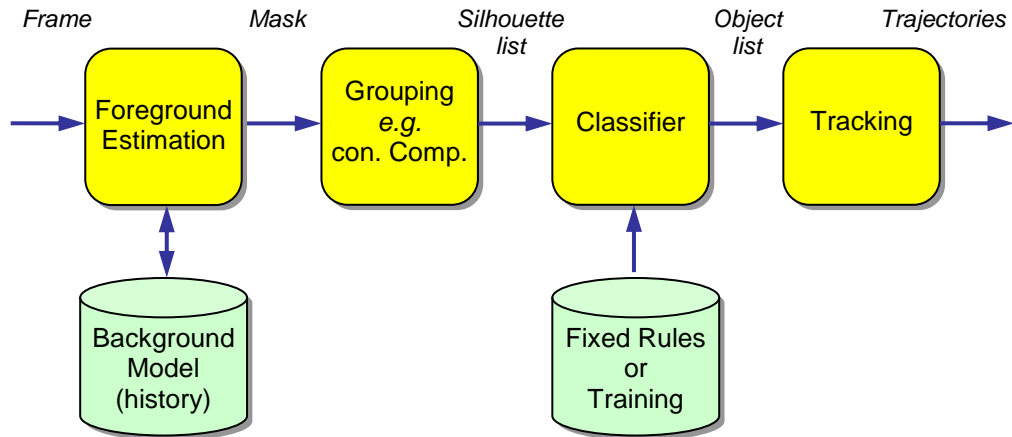 Frame
Mask
Silhouette
list
Object
list
Trajectories
Foreground
Estimation
Grouping
e.g.
con. Comp.
Classifier
Tracking
Background
Model
(history)
Fixed Rules
or
Training